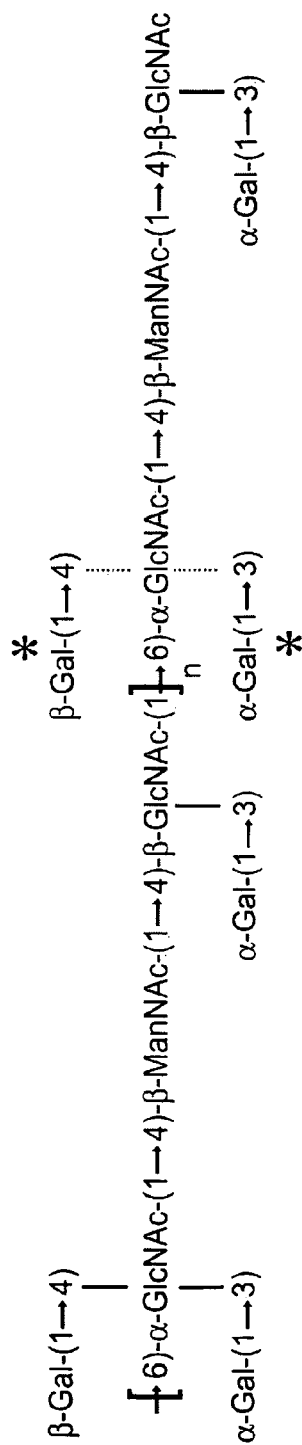 * 
β-Gal-(1→4) β-Gal-(1→4)
[→6)-α-GlcNAc-(1→4)-β-ManNAc-(1→4)-β-GlcNAc-(1]→6)-α-GlcNAc-(1→4)-β-ManNAc-(1→4)-β-GlcNAc
n
α-Gal-(1→3) α-Gal-(1→3) α-Gal-(1→3) α-Gal-(1→3)
*